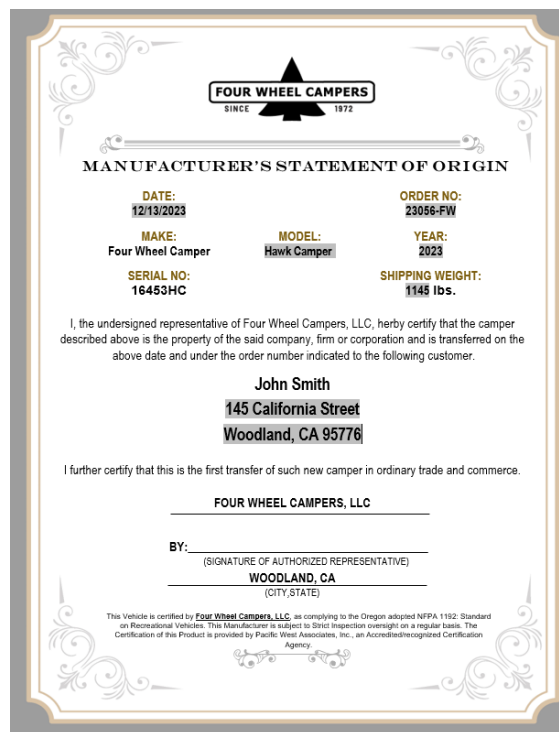 FOUR WHEEL CAMPERS
SINCE 1972
MANUFACTURER'S STATEMENT OF ORIGIN
DATE: ORDER NO:
12/13/2023 23056-FW
MAKE: MODEL: YEAR:
Four Wheel Camper Hawk Camper 2023
SERIAL NO: SHIPPING WEIGHT:
16453HC 1145 lbs.
I, the undersigned representative of Four Wheel Campers, LLC, herby certify that the camper
described above is the property of the said company, firm or corporation and is transferred on the
above date and under the order number indicated to the following customer.
John Smith
145 California Street
Woodland, CA 95776
I further certify that this is the first transfer of such new camper in ordinary trade and commerce.
FOUR WHEEL CAMPERS, LLC
BY:
(SIGNATURE OF AUTHORIZED REPRESENTATIVE)
WOODLAND, CA
(CITY,STATE)
This Vehicle is certified by Four Wheel Campers, LLC, as complying to the Oregon adopted NFPA 1192: Standard
on Recreational Vehicles. This Manufacturer is subject to Strict Inspection oversight on a regular basis. The
Certification of this Product is provided by Pacific West Associates, Inc., an Accredited/recognized Certification
Agency.